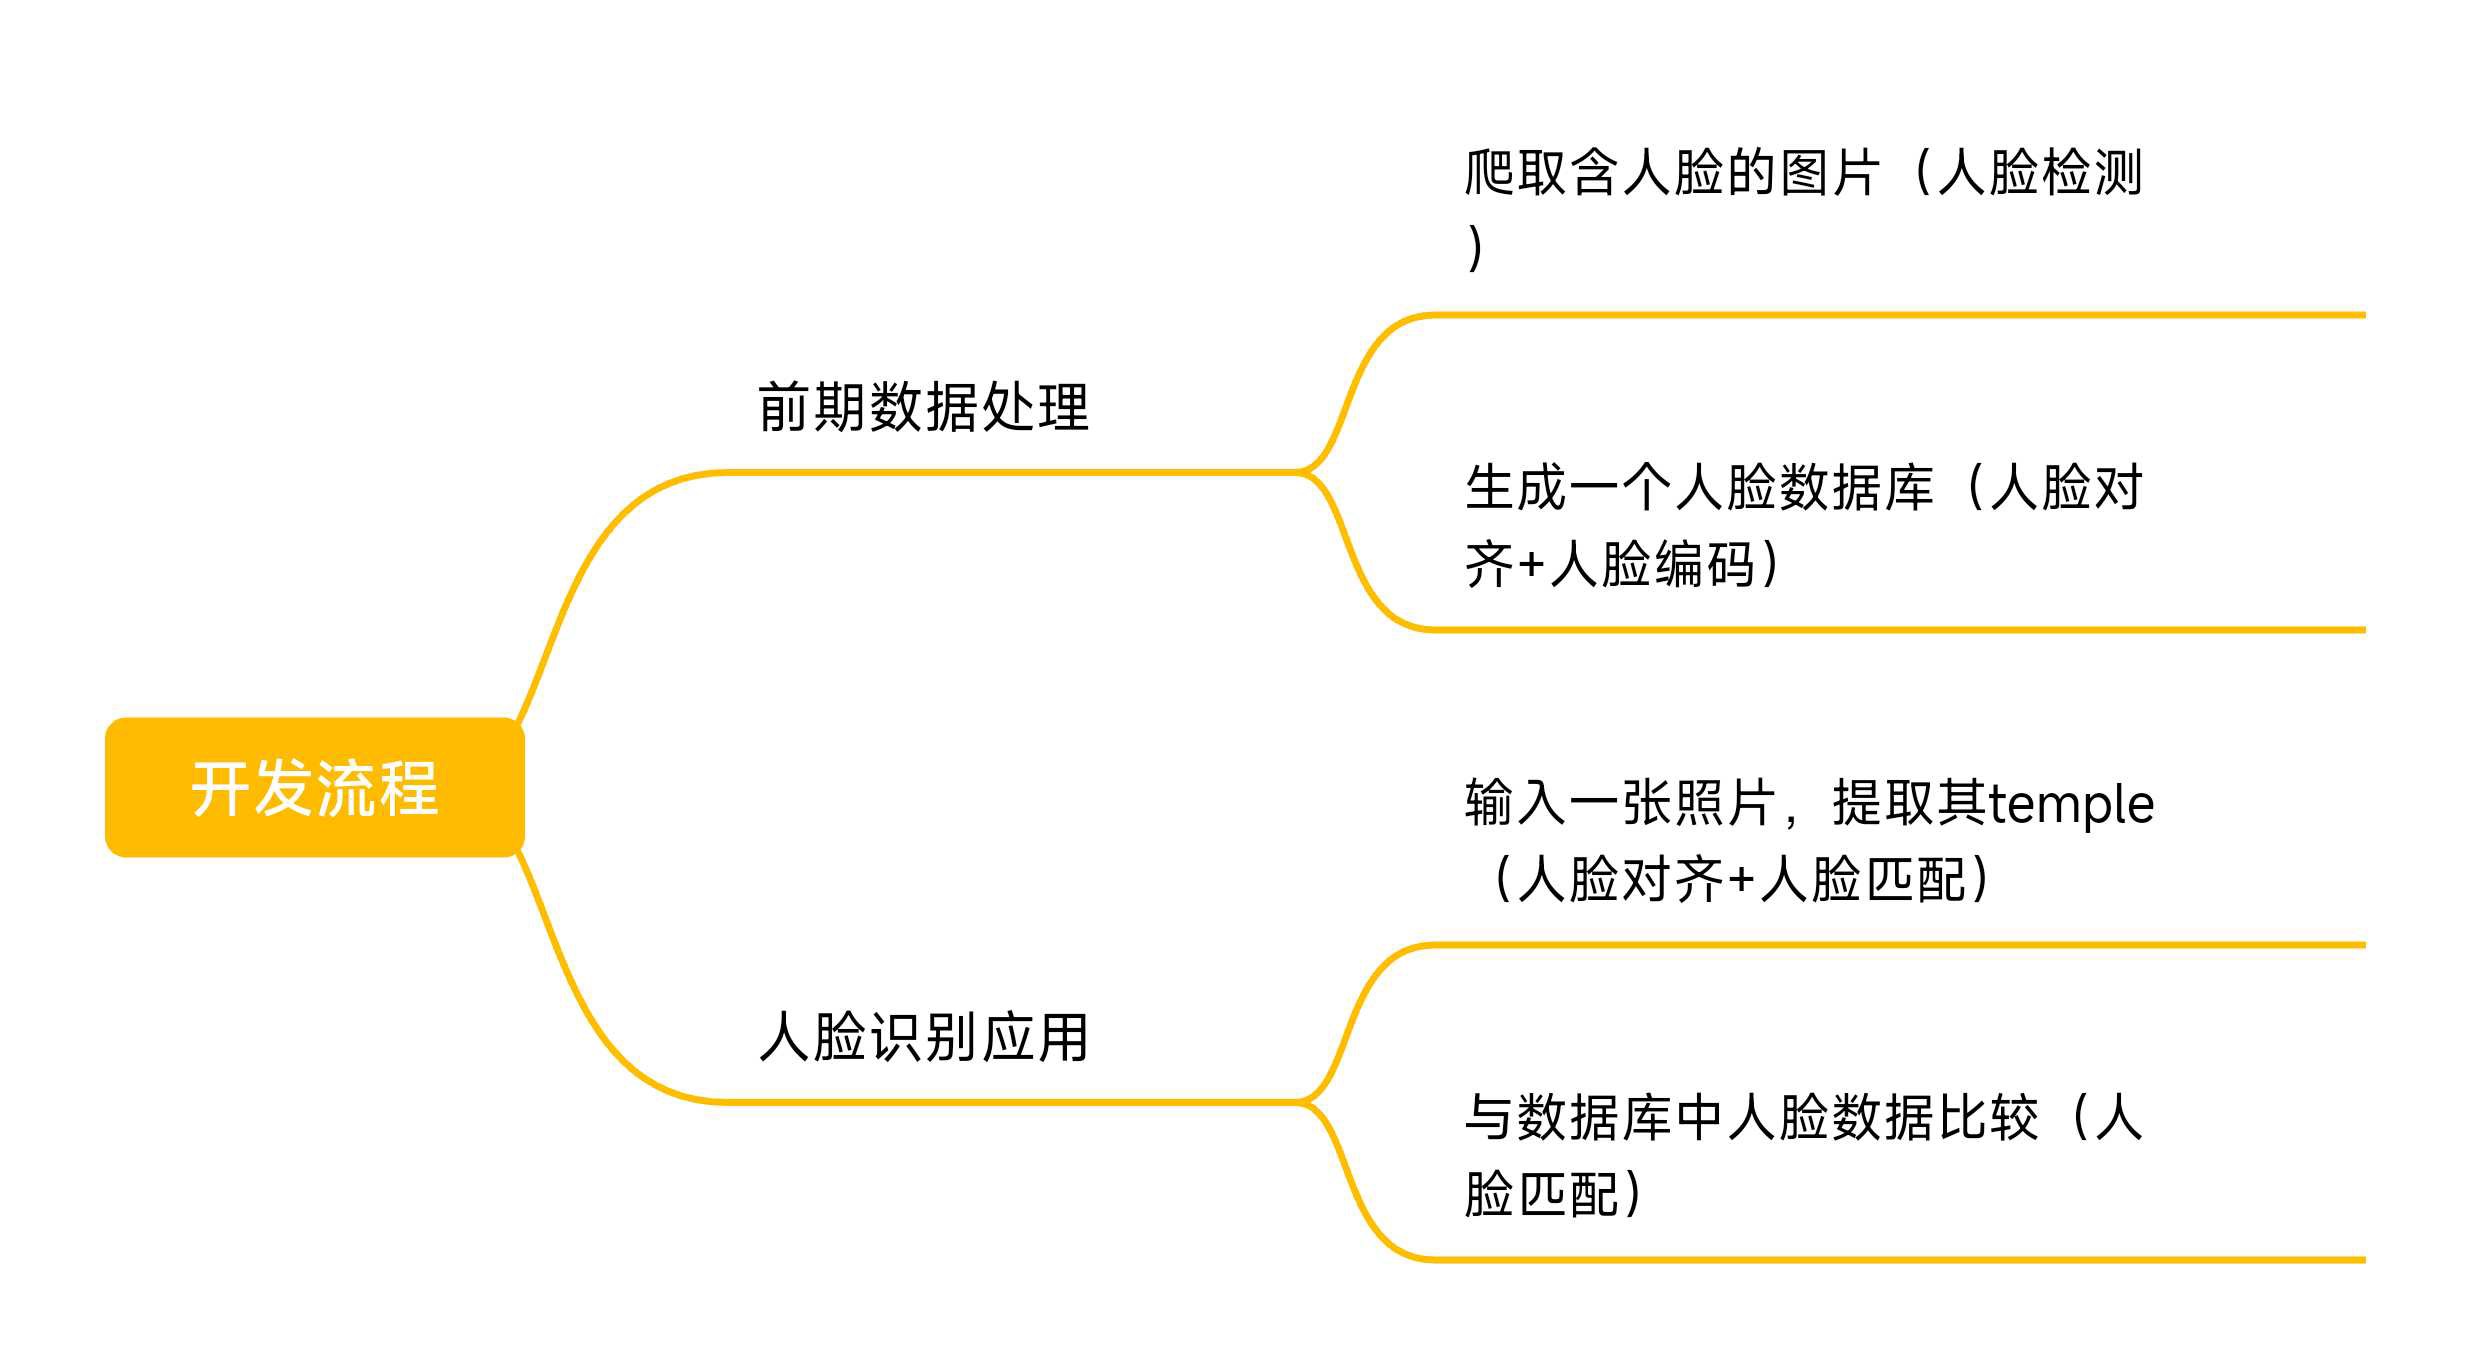 开发流程
前期数据处理
爬取含人脸的图片（人脸检测
）
生成一个人脸数据库（人脸对
齐+人脸编码）
人脸识别应用
输入一张照片，提取其temple
（人脸对齐+人脸匹配）
与数据库中人脸数据比较（人
脸匹配）